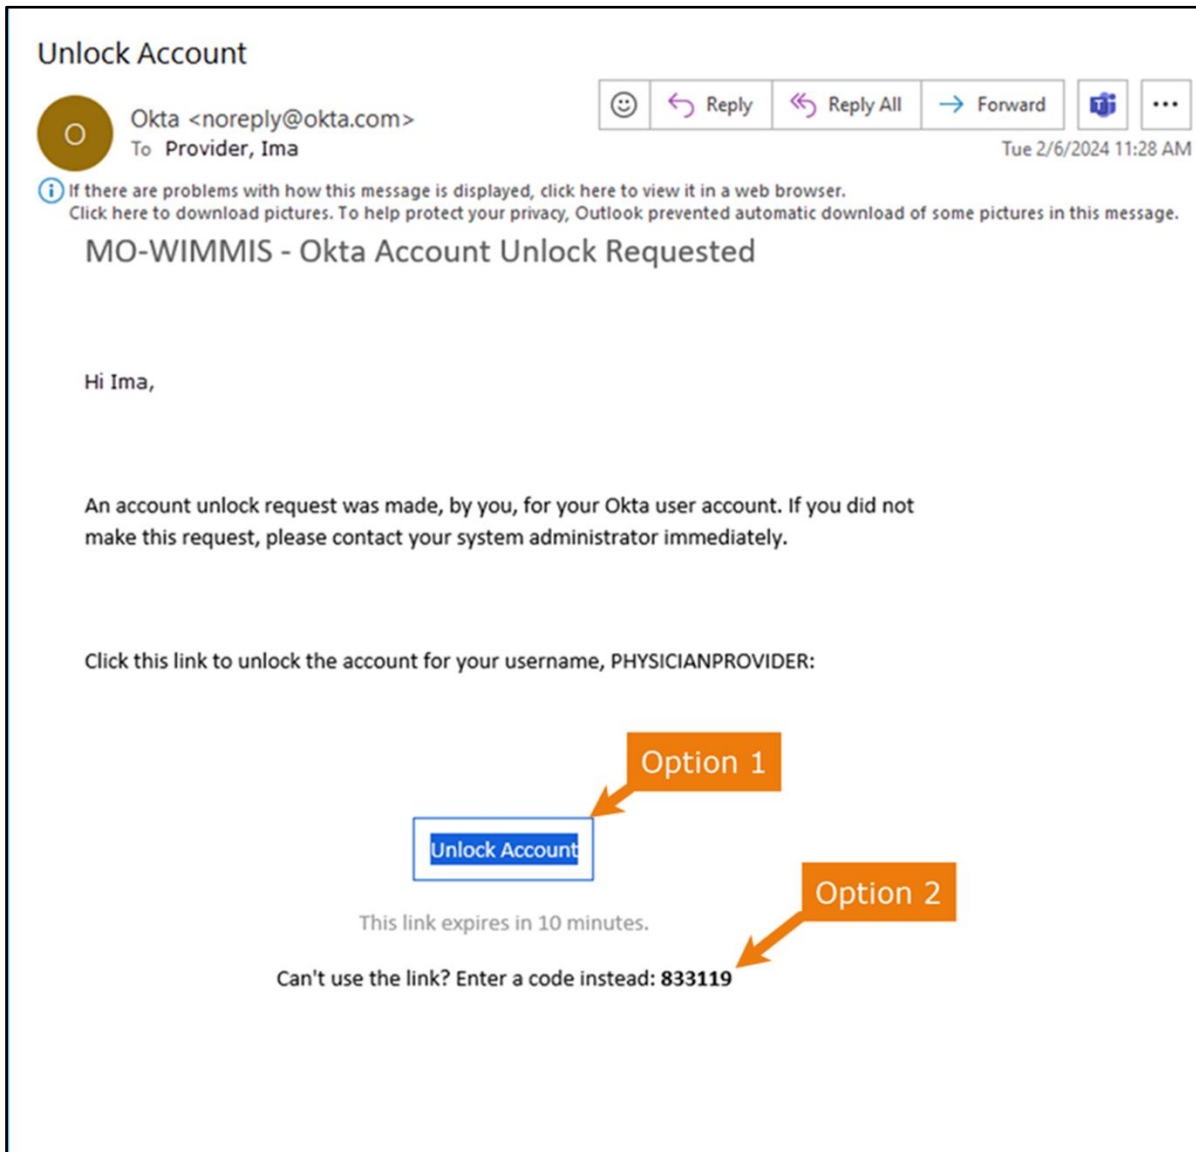 Unlock Account
O
Okta <noreply@okta.com>
To Provider, Ima
Reply
Reply All
Forward
Tue 2/6/2024 11:28 AM
If there are problems with how this message is displayed, click here to view it in a web browser.
Click here to download pictures. To help protect your privacy, Outlook prevented automatic download of some pictures in this message.
MO-WIMMIS - Okta Account Unlock Requested
Hi Ima,
An account unlock request was made, by you, for your Okta user account. If you did not
make this request, please contact your system administrator immediately.
Click this link to unlock the account for your username, PHYSICIANPROVIDER:
Option 1
Unlock Account
Option 2
This link expires in 10 minutes.
Can't use the link? Enter a code instead: 833119